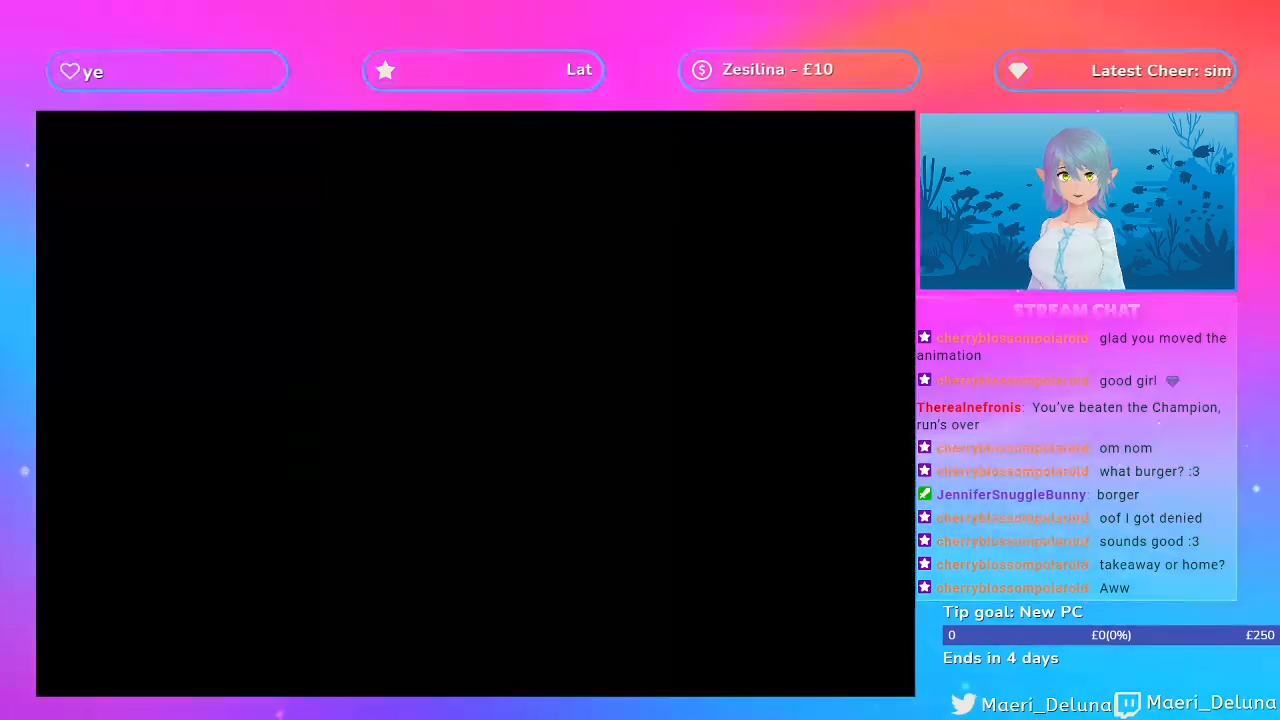 ye
Lat
Zesilina - £10
Latest Cheer: sim
STREAM CHAT
cherryblossompolaroid glad you moved the
animation
cherryblossompolaroid good girl
Therealnefronis: You've beaten the Champion,
run's over
cherryblossompolaroid om nom
cherryblossompolaroid what burger? :3
JenniferSnuggleBunny: borger
cherryblossompolaroid oof I got denied
cherryblossompolaroid sounds good :3
cherryblossompolaroid takeaway or home?
cherryblossompolaroid Aww
Tip goal: New PC
0 £0(0%) £250
Ends in 4 days
Maeri_Deluna Maeri_Deluna